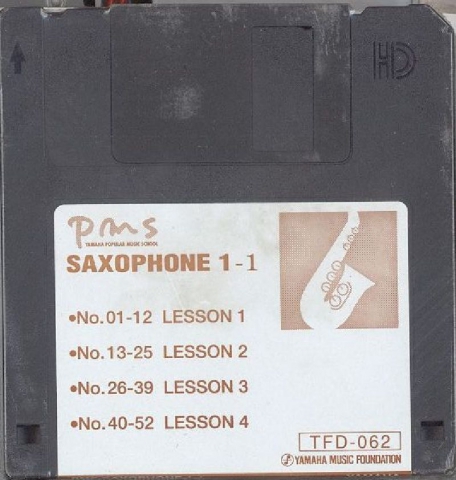 HD
pms
YAMAHA POPULAR MUSIC SCHOOL
SAXOPHONE 1-1
•No.01-12 LESSON 1
•No.13-25 LESSON 2
•No.26-39 LESSON 3
•No.40-52 LESSON 4
TFD-062
YAMAHA MUSIC FOUNDATION